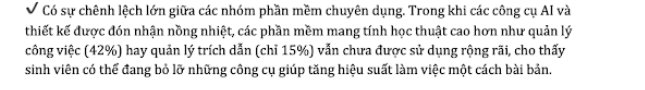 ✓ Có sự chênh lệch lớn giữa các nhóm phần mềm chuyên dụng. Trong khi các công cụ AI và
thiết kế được đón nhận nồng nhiệt, các phần mềm mang tính học thuật cao hơn như quản lý
công việc (42%) hay quản lý trích dẫn (chỉ 15%) vẫn chưa được sử dụng rộng rãi, cho thấy
sinh viên có thể đang bỏ lỡ những công cụ giúp tăng hiệu suất làm việc một cách bài bản.